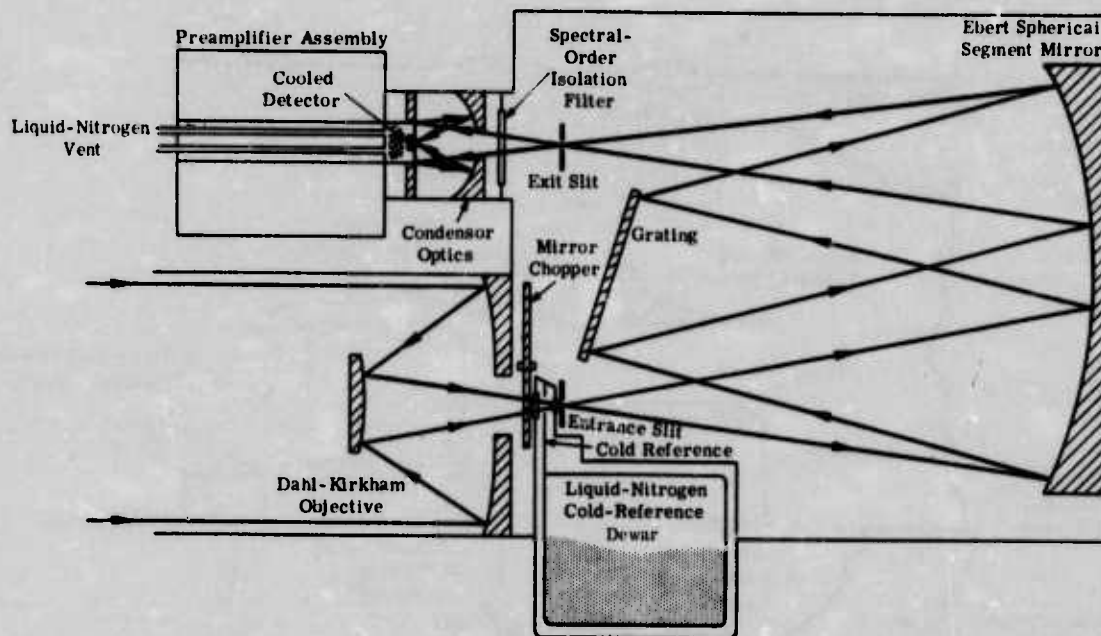 Preamplifier Assembly
Cooled
Detector
Liquid-Nitrogen
Vent
Spectral-
Order
Isolation
Filter
Ebert Spherical
Segment Mirror
Exit Slit
Condensor
Optics
Mirror
Chopper
Grating
Entrance Slit
Cold Reference
Dahl-Kirkham
Objective
Liquid-Nitrogen
Cold-Reference
Dewar